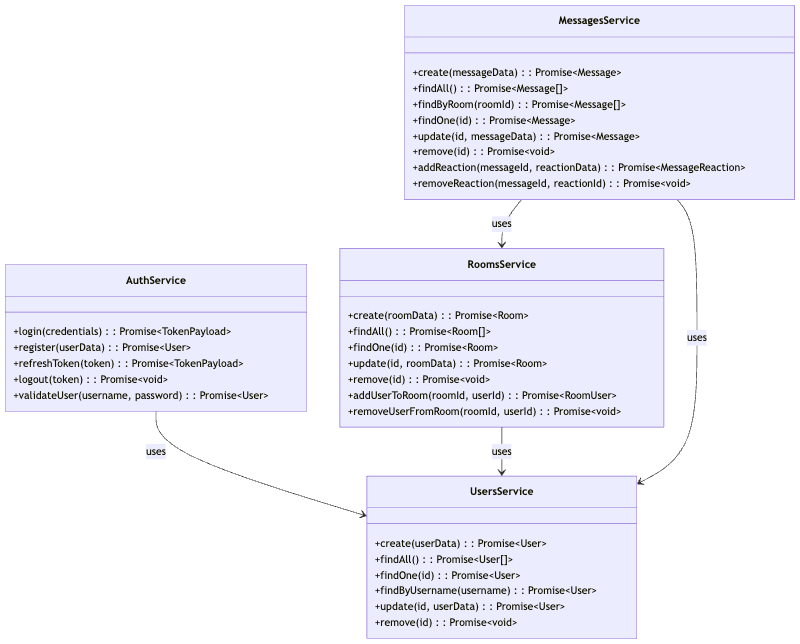 MessagesService
+create(messageData) : : Promise<Message>
+findAll() : : Promise<Message[]>
+findByRoom(roomId) : : Promise<Message[]>
+findOne(id) : : Promise<Message>
+update(id, messageData) : : Promise<Message>
+remove(id) : : Promise<void>
+addReaction(messageId, reactionData) : : Promise<MessageReaction>
+removeReaction(messageId, reactionId) : : Promise<void>
uses
uses
RoomsService
+create(roomData) : : Promise<Room>
+findAll() : : Promise<Room[]>
+findOne(id) : : Promise<Room>
+update(id, roomData) : : Promise<Room>
+remove(id) : : Promise<void>
+addUserToRoom(roomId, userId) : : Promise<RoomUser>
+removeUserFromRoom(roomId, userId) : : Promise<void>
AuthService
+login(credentials) : : Promise<TokenPayload>
+register(userData) : : Promise<User>
+refreshToken(token) : : Promise<TokenPayload>
+logout(token) : : Promise<void>
+validateUser(username, password) : : Promise<User>
uses
uses
UsersService
+create(userData) : : Promise<User>
+findAll() : : Promise<User[]>
+findOne(id) : : Promise<User>
+findByUsername(username) : : Promise<User>
+update(id, userData) : : Promise<User>
+remove(id) : : Promise<void>